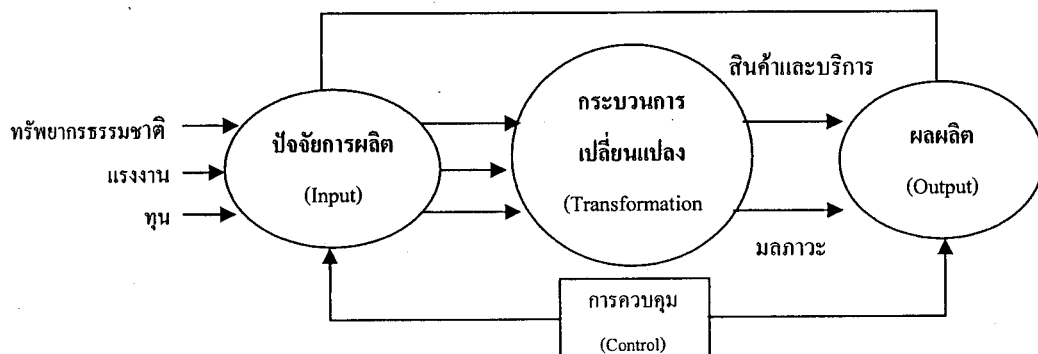 สินค้าและบริการ
กระบวนการ
ทรัพยากรธรรมชาติ
ปัจจัยการผลิต
เปลี่ยนแปลง
ผลผลิต
แรงงาน
(Input)
(Transformation
(Output)
ทุน
มลภาวะ
การควบคุม
(Control)